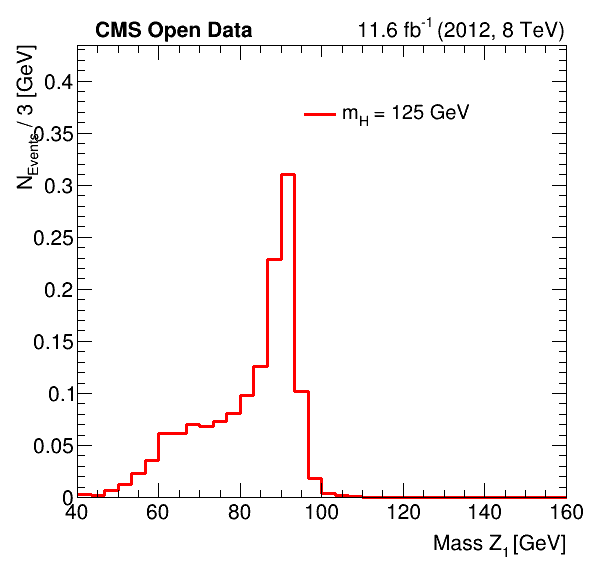 CMS Open Data 11.6 fb-1 (2012, 8 TeV)
NEvents / 3 [GeV]
mH = 125 GeV
0.4
0.35
0.3
0.25
0.2
0.15
0.1
0.05
0
40 60 80 100 120 140 160
Mass Z1 [GeV]